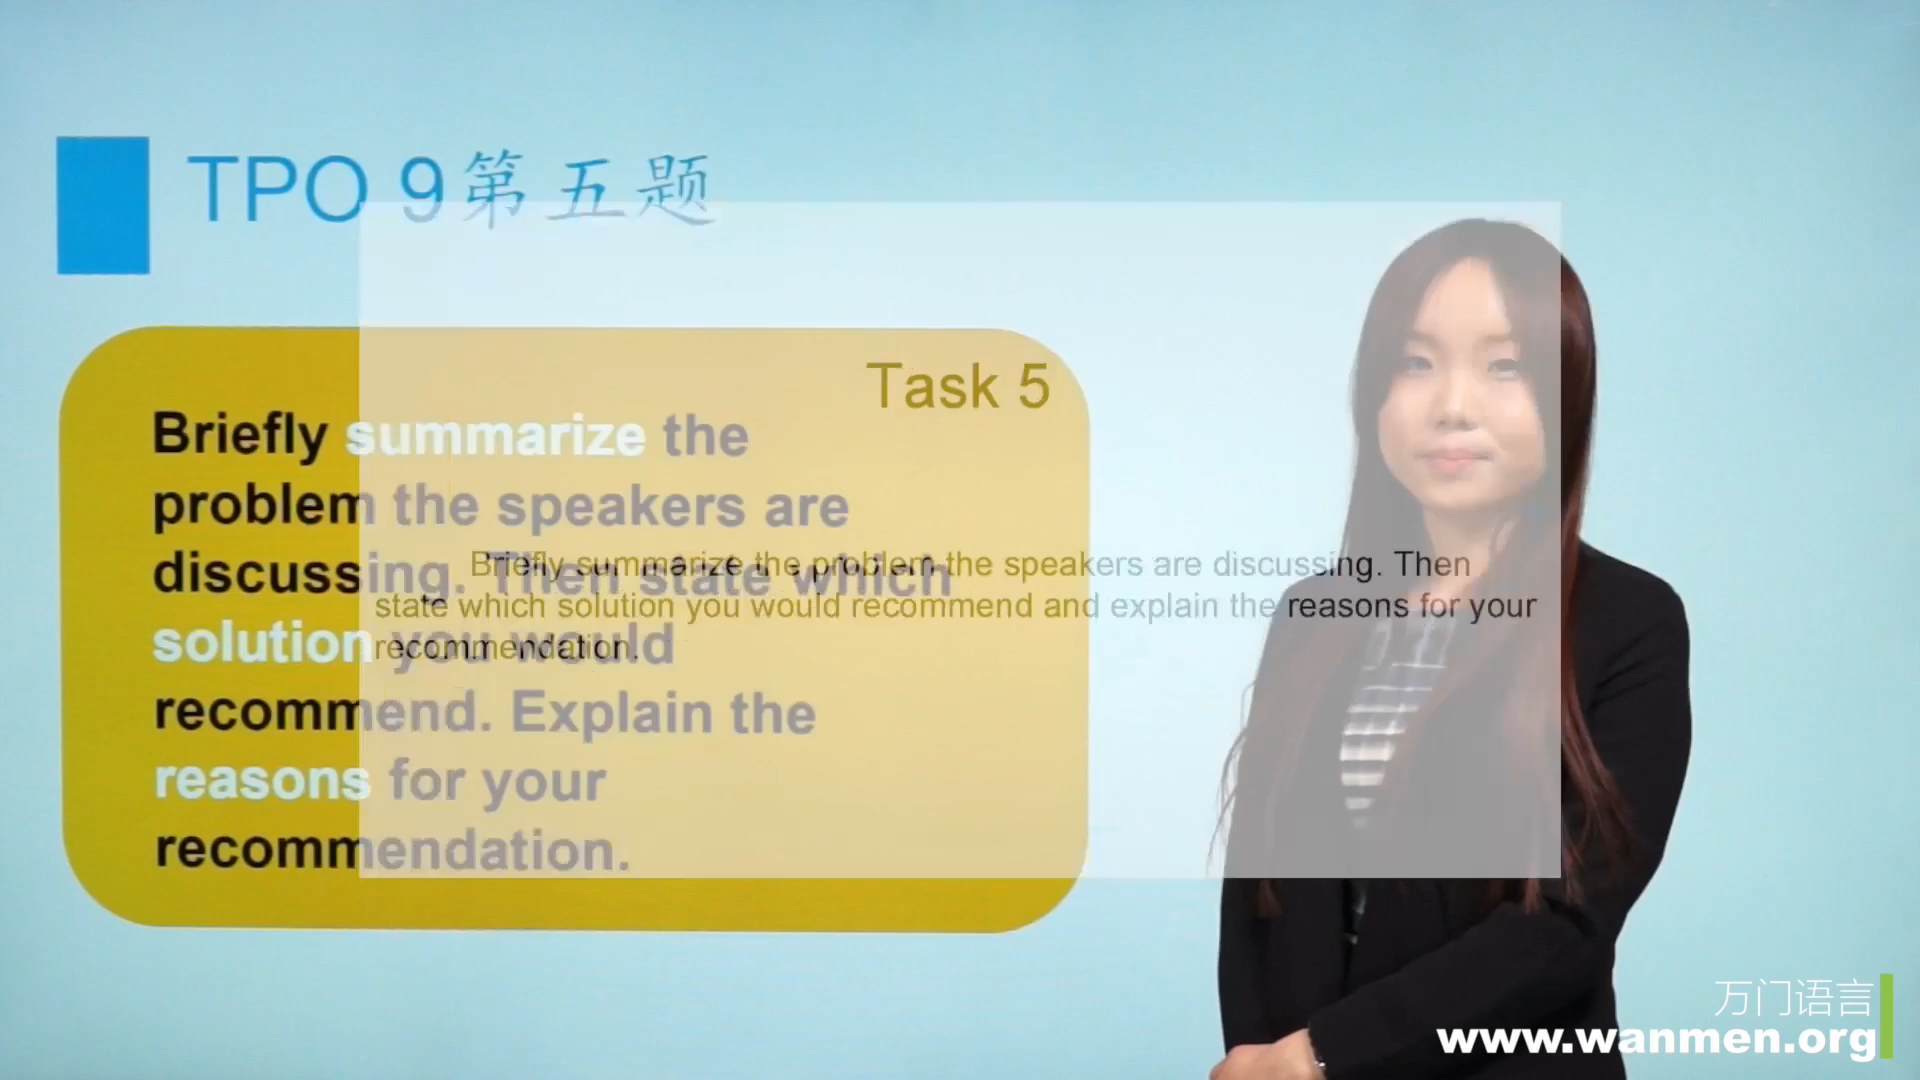 TPO 9第五题
Task 5
Briefly summarize the
problem the speakers are
discussing. Then state which
solution you would
recommend. Explain the
reasons for your
recommendation.
Briefly summarize the problem the speakers are discussing. Then
state which solution you would recommend and explain the reasons for your
recommendation.
万门语言
www.wanmen.org